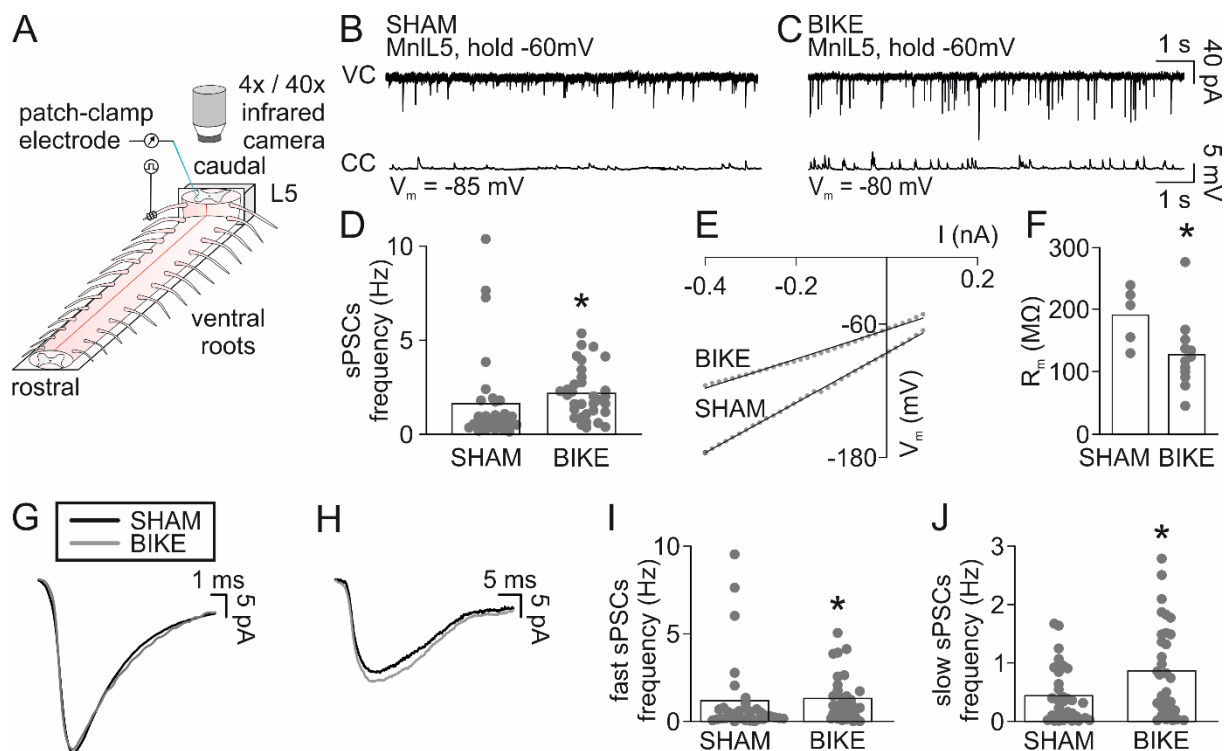 A
4x / 40x
infrared
camera
patch-clamp
electrode
caudal
L5
ventral
roots
rostral
B
SHAM
MnlL5, hold -60mV
VC
CC
Vm = -85 mV
C
BIKE
MnlL5, hold -60mV
1 s
40 pA
Vm = -80 mV
5 mV
1 s
D
sPSCs
frequency (Hz)
10
5
0
*
SHAM
BIKE
E
I (nA)
-0.4
-0.2
0.2
-60
BIKE
SHAM
-180
Vm (mV)
F
Rm (MΩ)
300
200
100
0
*
SHAM
BIKE
G
SHAM
BIKE
1 ms
5 pA
H
5 ms
5 pA
I
fast sPSCs
frequency (Hz)
10
5
0
*
SHAM
BIKE
J
slow sPSCs
frequency (Hz)
3
2
1
0
*
SHAM
BIKE